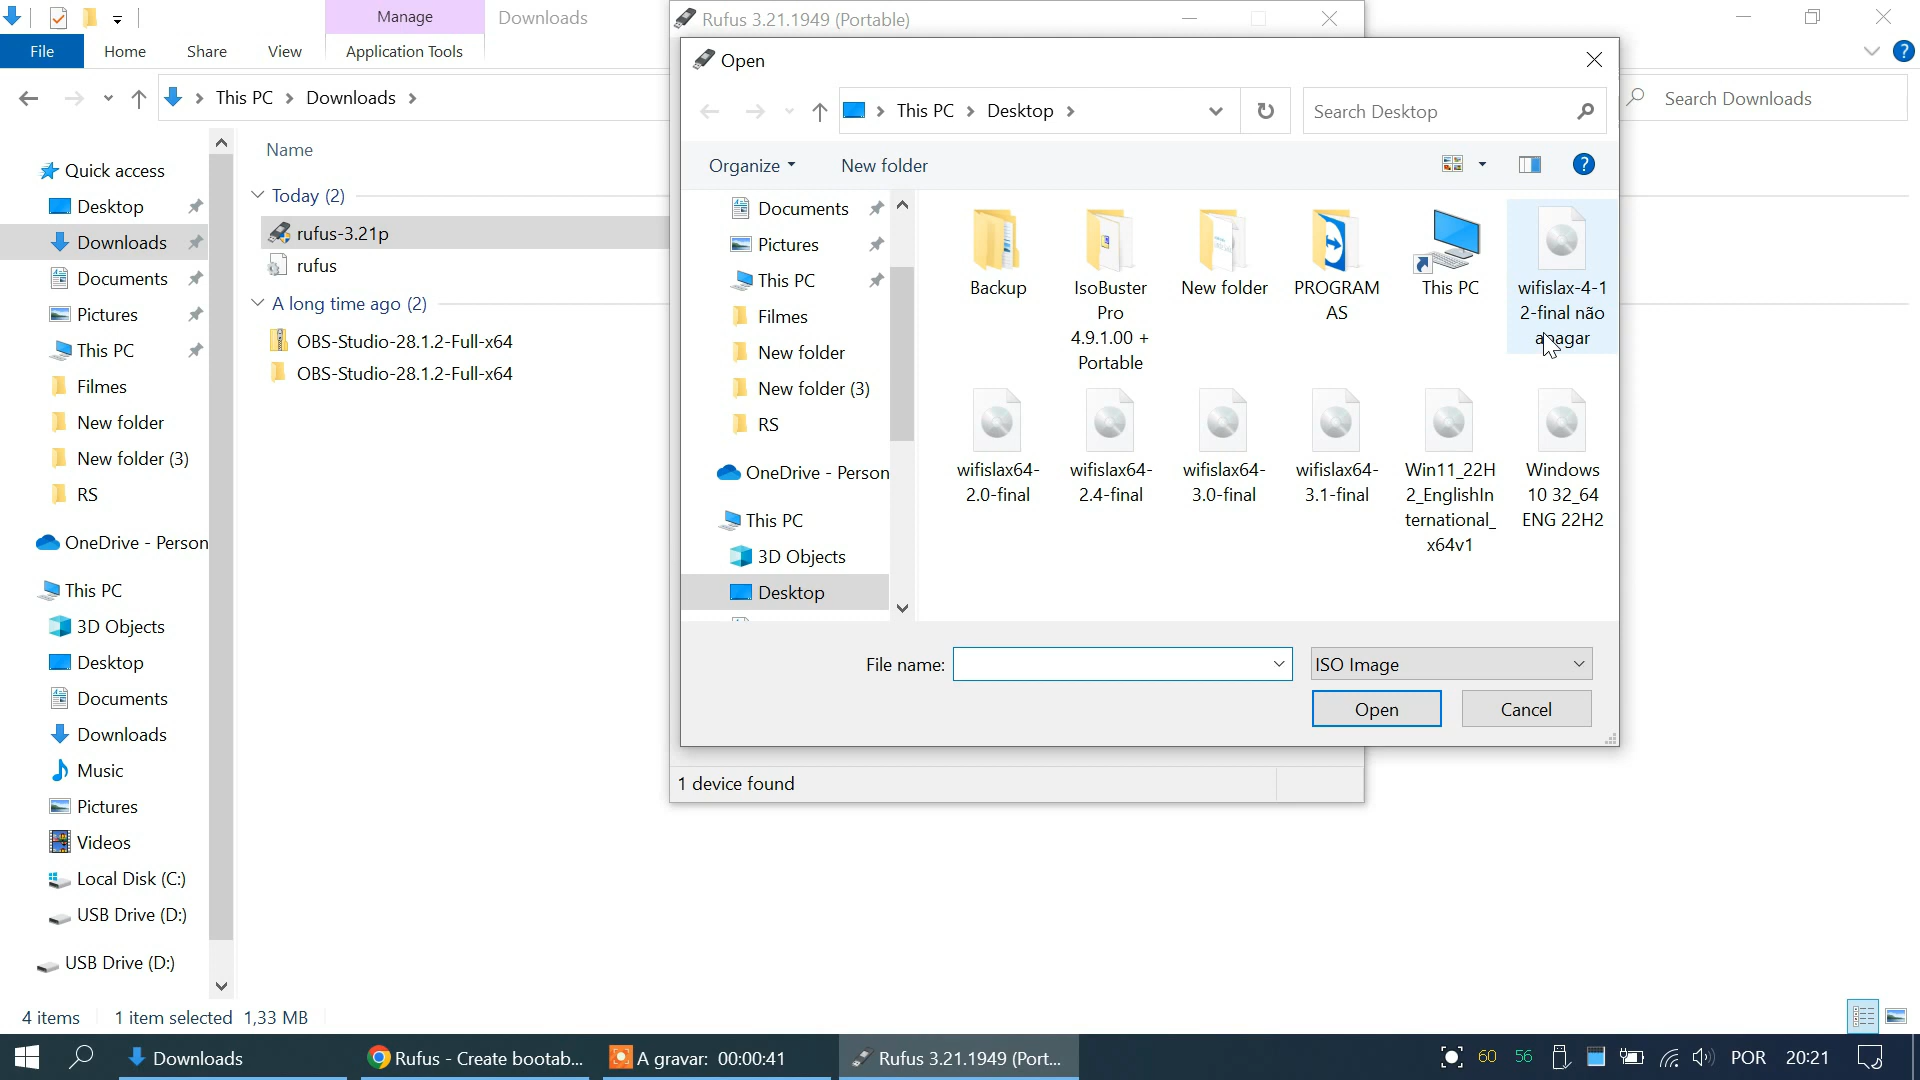 Manage
Downloads
File
Home
Share
View
Application Tools
This PC
Downloads
Search Downloads
Quick access
Desktop
Downloads
Documents
Pictures
This PC
Filmes
New folder
New folder (3)
RS
OneDrive - Person
This PC
3D Objects
Desktop
Documents
Downloads
Music
Pictures
Videos
Local Disk (C:)
USB Drive (D:)
USB Drive (D:)
Name
Today (2)
rufus-3.21p
rufus
A long time ago (2)
OBS-Studio-28.1.2-Full-x64
OBS-Studio-28.1.2-Full-x64
4 items
1 item selected 1,33 MB
Rufus 3.21.1949 (Portable)
Open
This PC
Desktop
Search Desktop
Organize
New folder
Documents
Pictures
This PC
Filmes
New folder
New folder (3)
RS
OneDrive - Person
This PC
3D Objects
Desktop
Backup
IsoBuster
Pro
4.9.1.00 +
Portable
New folder
PROGRAM
AS
This PC
wifislax-4-1
2-final não
apagar
wifislax64-
2.0-final
wifislax64-
2.4-final
wifislax64-
3.0-final
wifislax64-
3.1-final
Win11_22H
2_EnglishIn
ternational_
x64v1
Windows
10 32_64
ENG 22H2
File name:
ISO Image
Open
Cancel
1 device found
Downloads
Rufus - Create bootab...
A gravar: 00:00:41
Rufus 3.21.1949 (Port...
60
56
POR
20:21